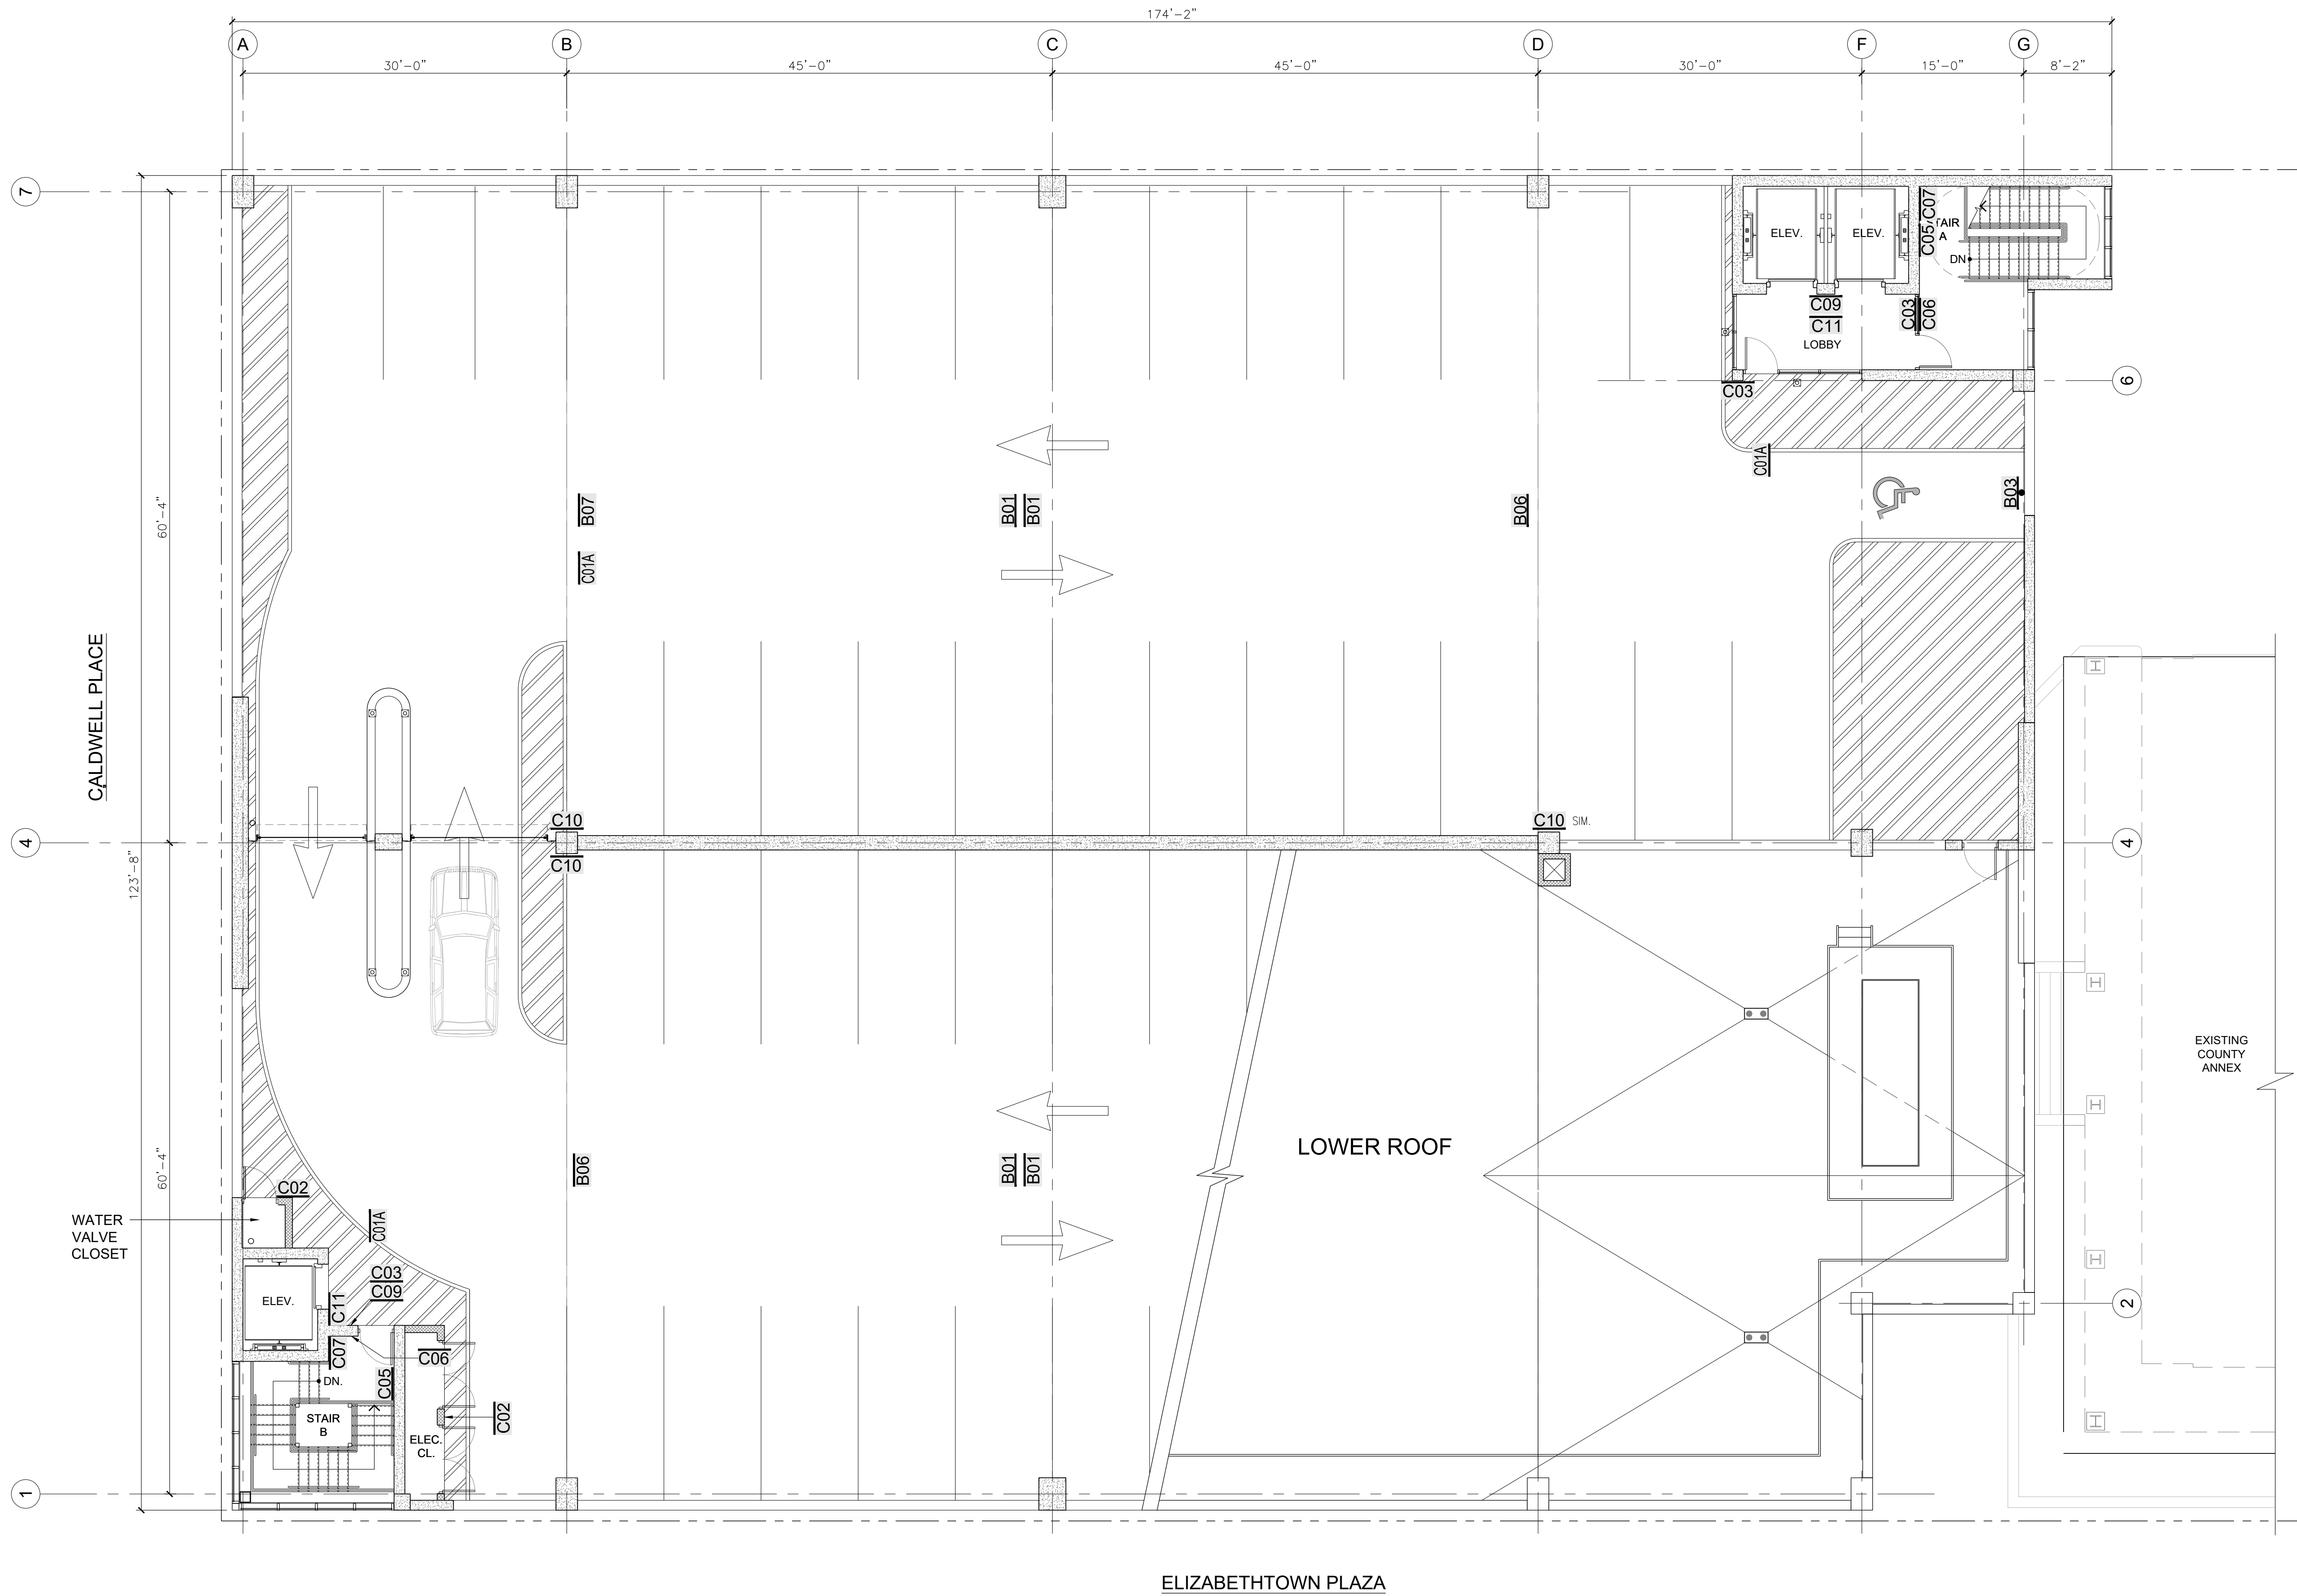 174'-2"
A
B
C
D
F
G
30'-0"
45'-0"
45'-0"
30'-0"
15'-0"
8'-2"
7
ELEV.
ELEV.
C05/C07
TAIR
A
DN
C09
C11
C03
C06
LOBBY
6
C03
C01A
60'-4"
B07
B01
B01
B06
B03
C01A
CALDWELL PLACE
C10
C10 SIM.
4
4
C10
123'-8"
EXISTING
COUNTY
ANNEX
LOWER ROOF
60'-4"
B06
B01
B01
C02
WATER
VALVE
CLOSET
C01A
C03
C09
ELEV.
C11
2
C07
C06
DN.
C05
STAIR
B
C02
ELEC.
CL.
1
ELIZABETHTOWN PLAZA